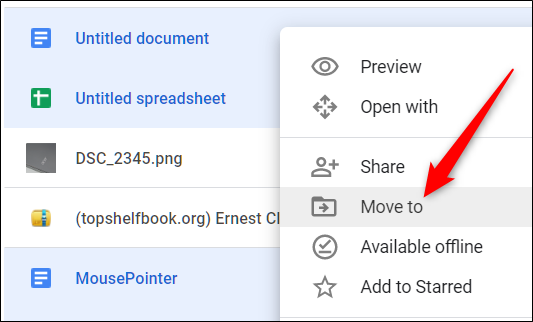 Untitled document
Untitled spreadsheet
DSC_2345.png
(topshelfbook.org) Ernest
MousePointer
Preview
Open with
Share
Move to
Available offline
Add to Starred